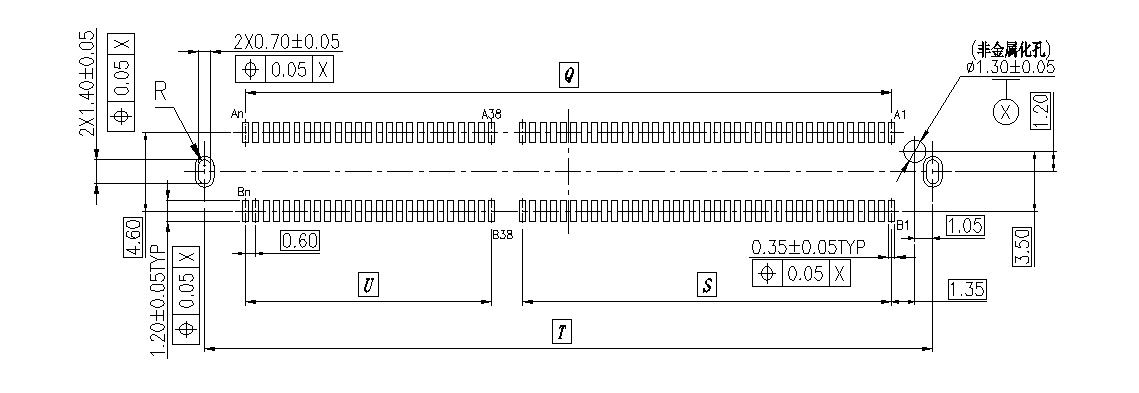 2X0.70±0.05
⌖ 0.05 X
Q
(非金属化孔)
ø1.30±0.05
X
1.20
2X1.40±0.05
⌖ 0.05 X
R
An
A38
A1
Bn
B38
B1
4.60
0.60
1.20±0.05TYP
⌖ 0.05 X
0.35±0.05TYP
⌖ 0.05 X
1.05
3.50
1.35
U
S
T